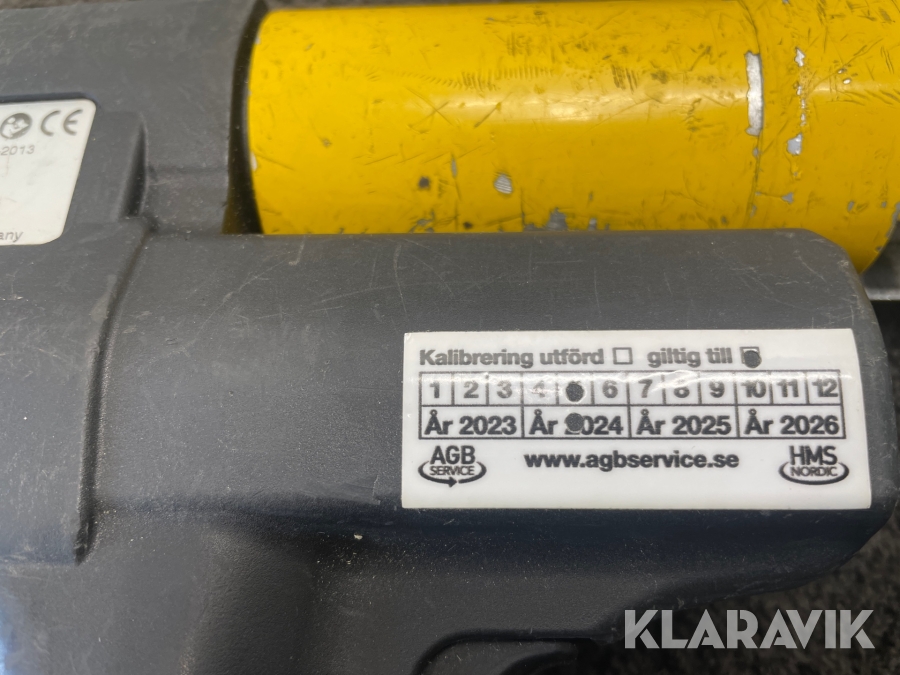 CE
2013
any
Kalibrering utförd ☐ giltig till
1 2 3 4 6 7 8 9 10 11 12
År 2023 År 2024 År 2025 År 2026
AGB SERVICE www.agbservice.se HMS NORDIC
KLARAVIK